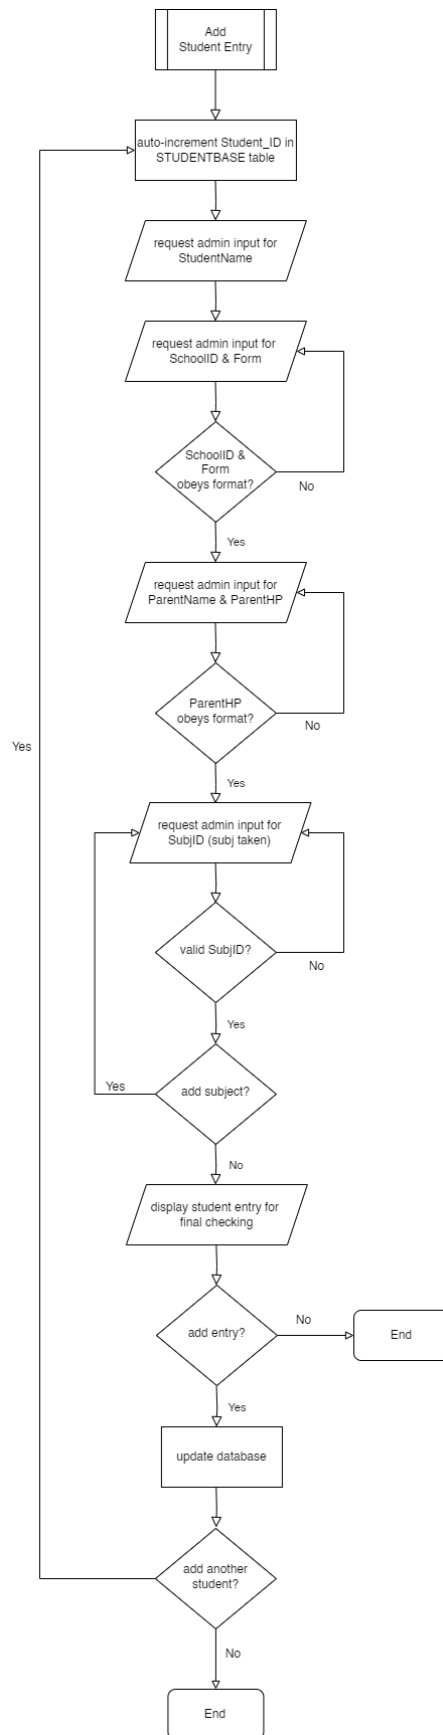 Add
Student Entry
auto-increment Student_ID in
STUDENTBASE table
request admin input for
StudentName
request admin input for
SchoolID & Form
SchoolID &
Form
obeys format?
No
Yes
request admin input for
ParentName & ParentHP
ParentHP
obeys format?
No
Yes
Yes
request admin input for
SubjID (subj taken)
valid SubjID?
No
Yes
add subject?
Yes
No
display student entry for
final checking
add entry?
No
End
Yes
update database
add another
student?
No
End